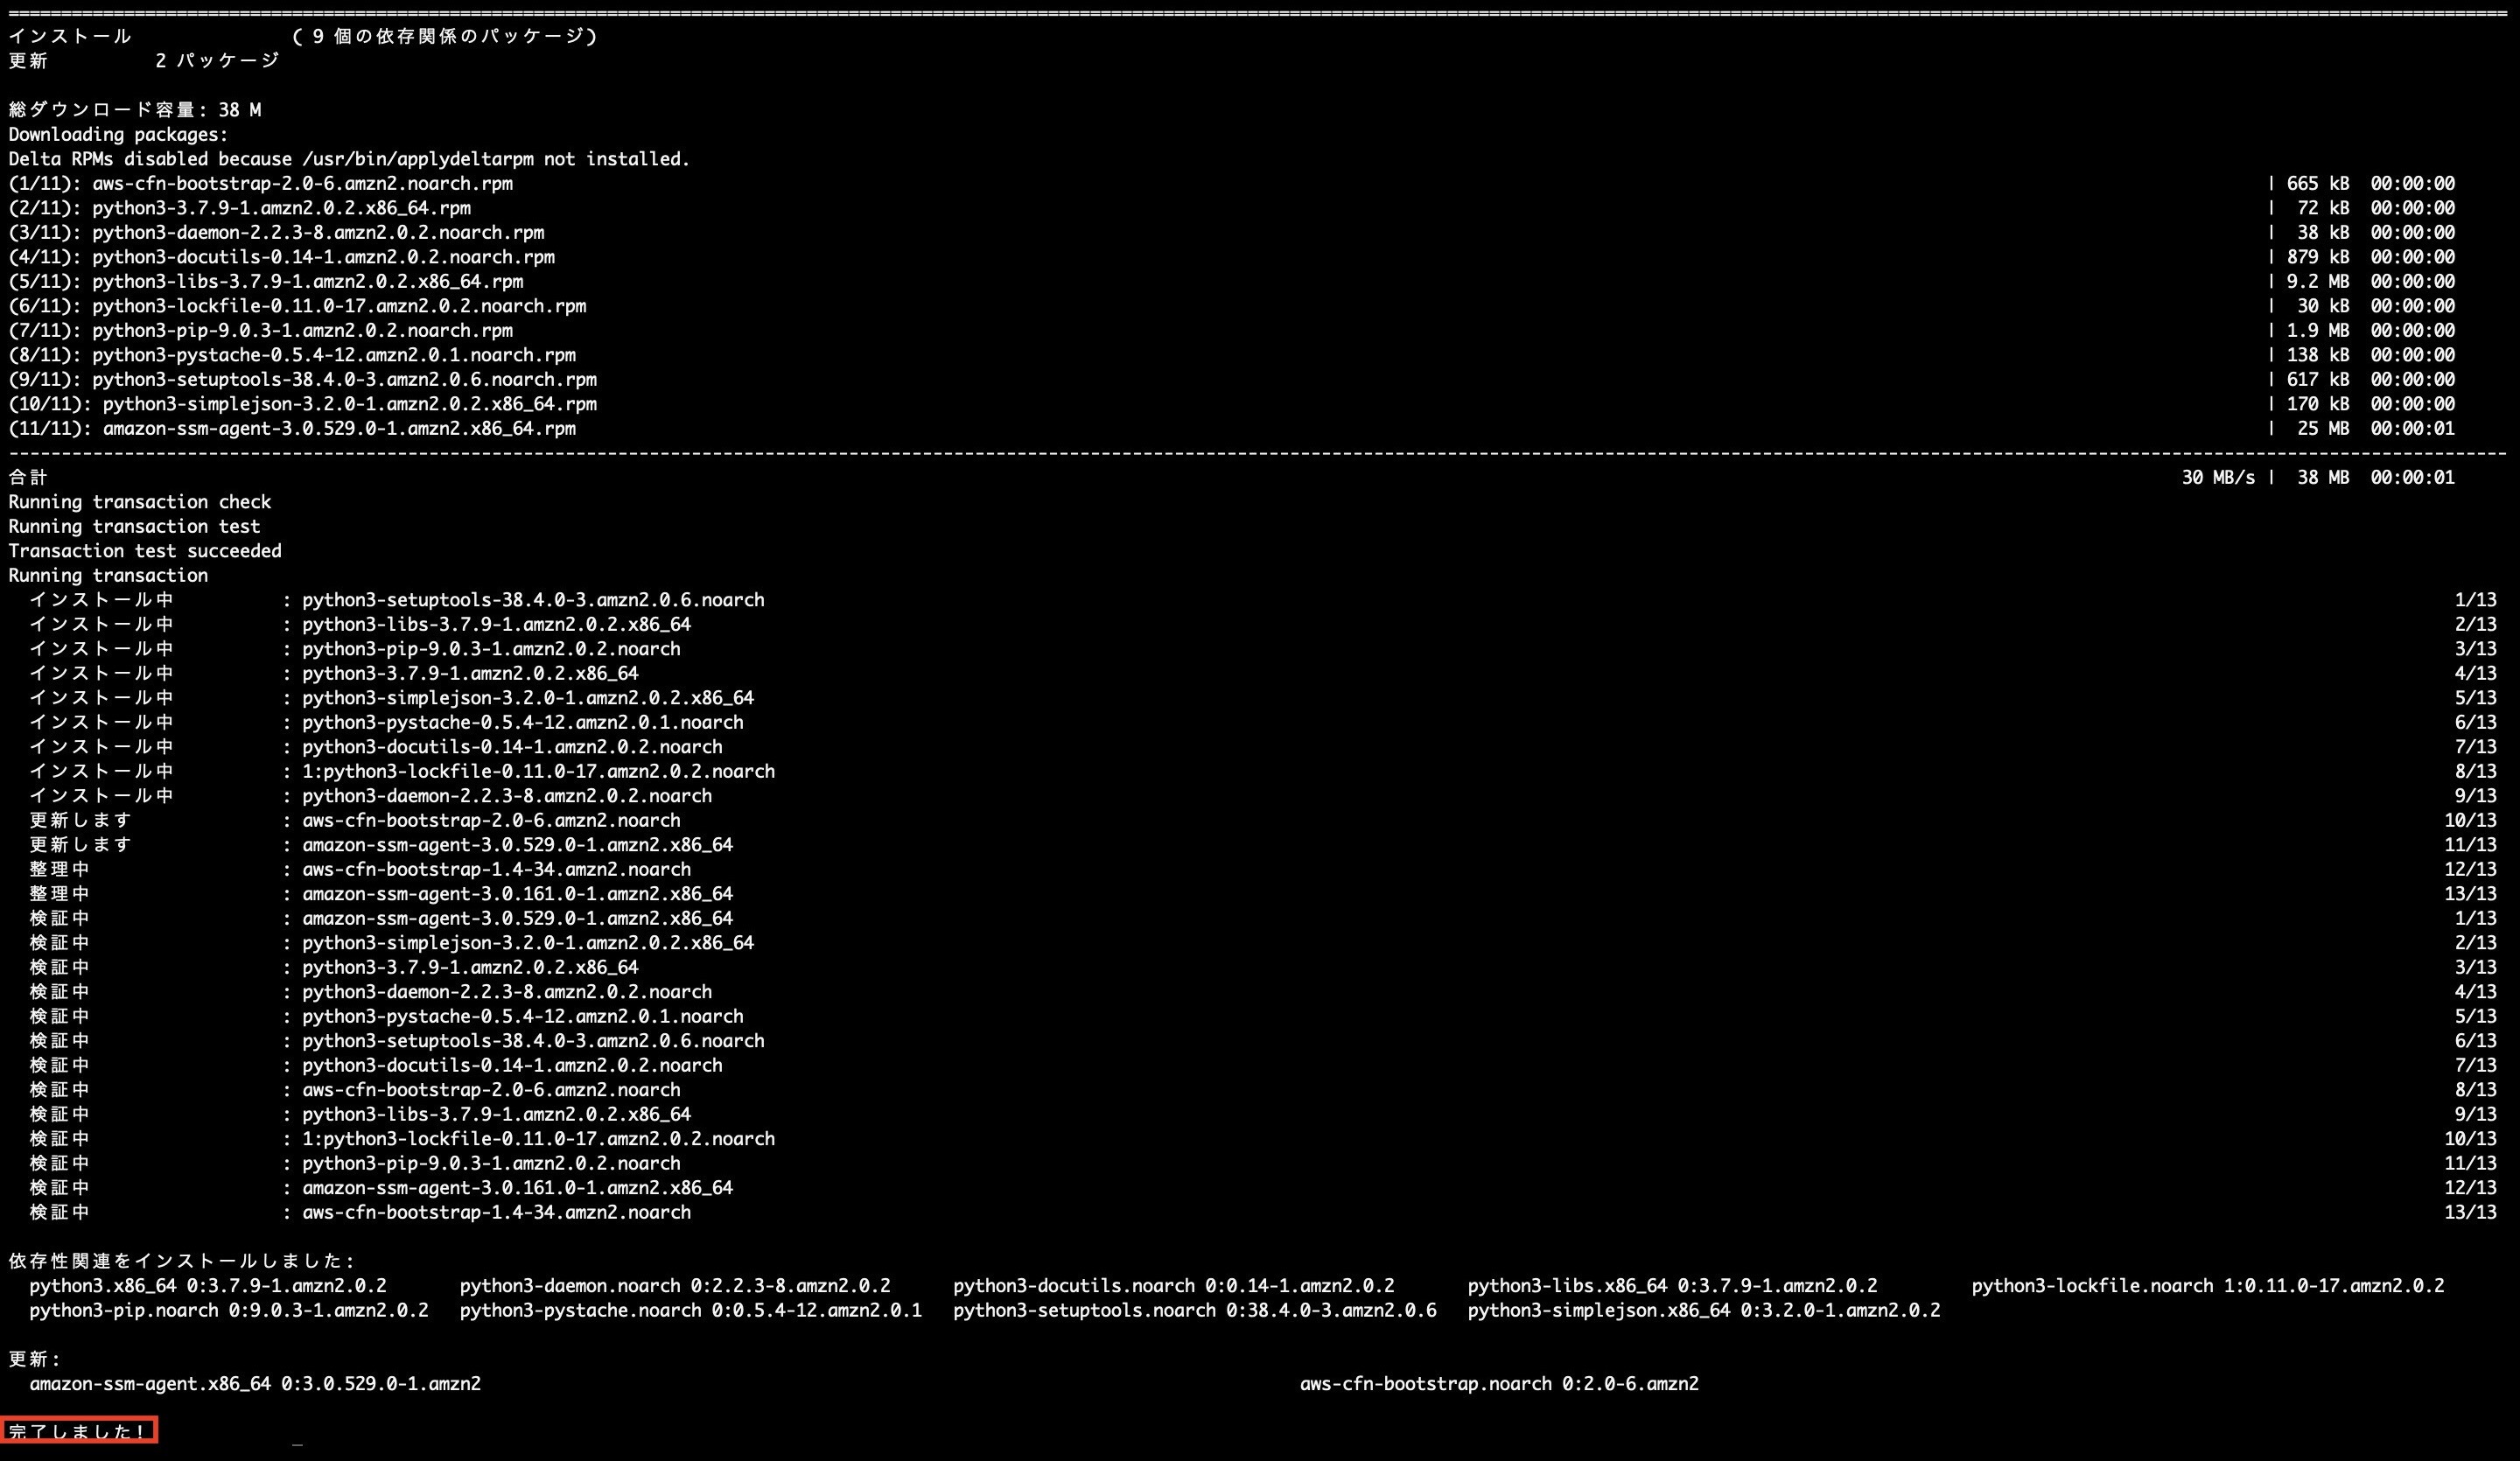 ================================================================================
インストール ( 9 個の依存関係のパッケージ)
更新 2 パッケージ
総ダウンロード容量: 38 M
Downloading packages:
Delta RPMs disabled because /usr/bin/applydeltarpm not installed.
(1/11): aws-cfn-bootstrap-2.0-6.amzn2.noarch.rpm | 665 kB 00:00:00
(2/11): python3-3.7.9-1.amzn2.0.2.x86_64.rpm | 72 kB 00:00:00
(3/11): python3-daemon-2.2.3-8.amzn2.0.2.noarch.rpm | 38 kB 00:00:00
(4/11): python3-docutils-0.14-1.amzn2.0.2.noarch.rpm | 879 kB 00:00:00
(5/11): python3-libs-3.7.9-1.amzn2.0.2.x86_64.rpm | 9.2 MB 00:00:00
(6/11): python3-lockfile-0.11.0-17.amzn2.0.2.noarch.rpm | 30 kB 00:00:00
(7/11): python3-pip-9.0.3-1.amzn2.0.2.noarch.rpm | 1.9 MB 00:00:00
(8/11): python3-pystache-0.5.4-12.amzn2.0.1.noarch.rpm | 138 kB 00:00:00
(9/11): python3-setuptools-38.4.0-3.amzn2.0.6.noarch.rpm | 617 kB 00:00:00
(10/11): python3-simplejson-3.2.0-1.amzn2.0.2.x86_64.rpm | 170 kB 00:00:00
(11/11): amazon-ssm-agent-3.0.529.0-1.amzn2.x86_64.rpm | 25 MB 00:00:01
--------------------------------------------------------------------------------
合計 30 MB/s | 38 MB 00:00:01
Running transaction check
Running transaction test
Transaction test succeeded
Running transaction
インストール中 : python3-setuptools-38.4.0-3.amzn2.0.6.noarch 1/13
インストール中 : python3-libs-3.7.9-1.amzn2.0.2.x86_64 2/13
インストール中 : python3-pip-9.0.3-1.amzn2.0.2.noarch 3/13
インストール中 : python3-3.7.9-1.amzn2.0.2.x86_64 4/13
インストール中 : python3-simplejson-3.2.0-1.amzn2.0.2.x86_64 5/13
インストール中 : python3-pystache-0.5.4-12.amzn2.0.1.noarch 6/13
インストール中 : python3-docutils-0.14-1.amzn2.0.2.noarch 7/13
インストール中 : 1:python3-lockfile-0.11.0-17.amzn2.0.2.noarch 8/13
インストール中 : python3-daemon-2.2.3-8.amzn2.0.2.noarch 9/13
更新します : aws-cfn-bootstrap-2.0-6.amzn2.noarch 10/13
更新します : amazon-ssm-agent-3.0.529.0-1.amzn2.x86_64 11/13
整理中 : aws-cfn-bootstrap-1.4-34.amzn2.noarch 12/13
整理中 : amazon-ssm-agent-3.0.161.0-1.amzn2.x86_64 13/13
検証中 : amazon-ssm-agent-3.0.529.0-1.amzn2.x86_64 1/13
検証中 : python3-simplejson-3.2.0-1.amzn2.0.2.x86_64 2/13
検証中 : python3-3.7.9-1.amzn2.0.2.x86_64 3/13
検証中 : python3-daemon-2.2.3-8.amzn2.0.2.noarch 4/13
検証中 : python3-pystache-0.5.4-12.amzn2.0.1.noarch 5/13
検証中 : python3-setuptools-38.4.0-3.amzn2.0.6.noarch 6/13
検証中 : python3-docutils-0.14-1.amzn2.0.2.noarch 7/13
検証中 : aws-cfn-bootstrap-2.0-6.amzn2.noarch 8/13
検証中 : python3-libs-3.7.9-1.amzn2.0.2.x86_64 9/13
検証中 : 1:python3-lockfile-0.11.0-17.amzn2.0.2.noarch 10/13
検証中 : python3-pip-9.0.3-1.amzn2.0.2.noarch 11/13
検証中 : amazon-ssm-agent-3.0.161.0-1.amzn2.x86_64 12/13
検証中 : aws-cfn-bootstrap-1.4-34.amzn2.noarch 13/13
依存性関連をインストールしました:
python3.x86_64 0:3.7.9-1.amzn2.0.2 python3-daemon.noarch 0:2.2.3-8.amzn2.0.2 python3-docutils.noarch 0:0.14-1.amzn2.0.2 python3-libs.x86_64 0:3.7.9-1.amzn2.0.2 python3-lockfile.noarch 1:0.11.0-17.amzn2.0.2
python3-pip.noarch 0:9.0.3-1.amzn2.0.2 python3-pystache.noarch 0:0.5.4-12.amzn2.0.1 python3-setuptools.noarch 0:38.4.0-3.amzn2.0.6 python3-simplejson.x86_64 0:3.2.0-1.amzn2.0.2
更新:
amazon-ssm-agent.x86_64 0:3.0.529.0-1.amzn2 aws-cfn-bootstrap.noarch 0:2.0-6.amzn2
完了しました!